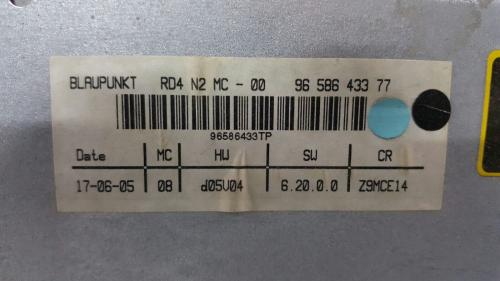 BLAUPUNKT RD4 N2 MC - 00 96 586 433 77
96586433TP
Date MC HW SW CR
17-06-05 08 d05V04 6.20.0.0 Z9MCE14